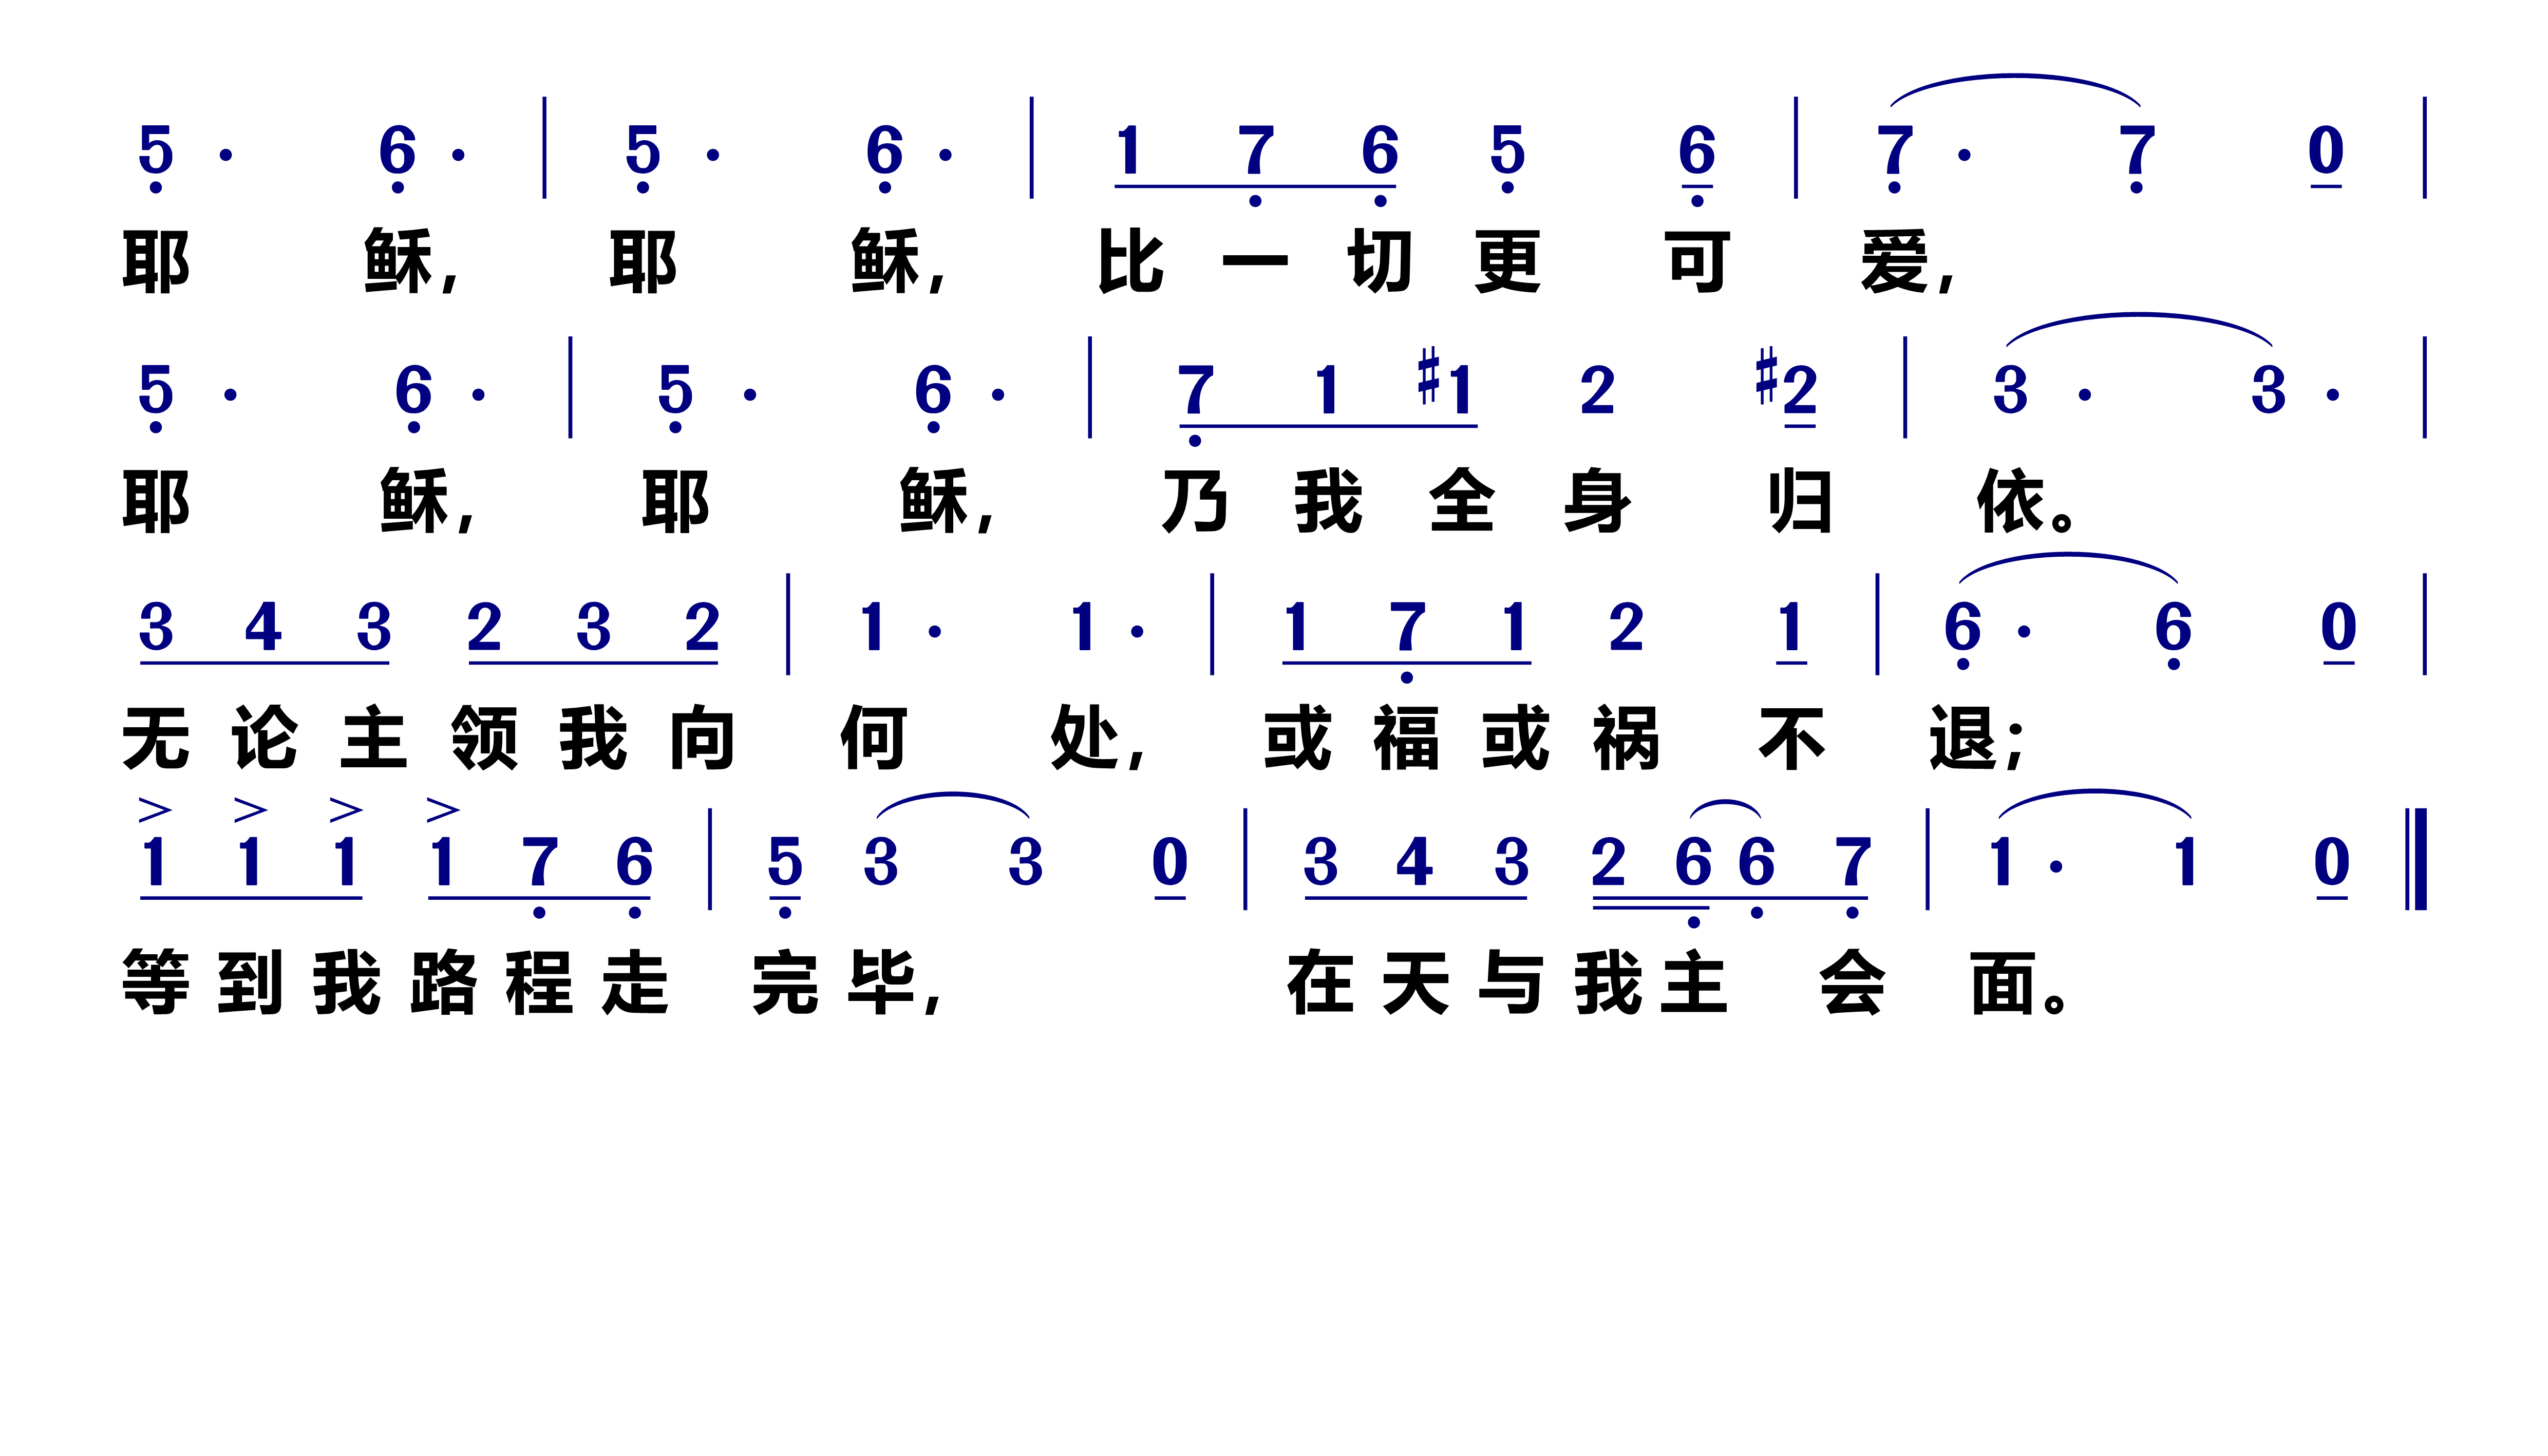 5 · 6 · | 5 · 6 · | 1 7 6 5 6 | 7 · 7 0 |
耶 稣, 耶 稣, 比 一 切 更 可 爱,
5 · 6 · | 5 · 6 · | 7 1 #1 2 #2 | 3 · 3 · |
耶 稣, 耶 稣, 乃 我 全 身 归 依。
3 4 3 2 3 2 | 1 · 1 · | 1 7 1 2 1 | 6 · 6 0 |
无 论 主 领 我 向 何 处, 或 福 或 祸 不 退;
> > > >
1 1 1 1 7 6 | 5 3 3 0 | 3 4 3 2 6 6 7 | 1 · 1 0 ‖
等 到 我 路 程 走 完 毕, 在 天 与 我 主 会 面。